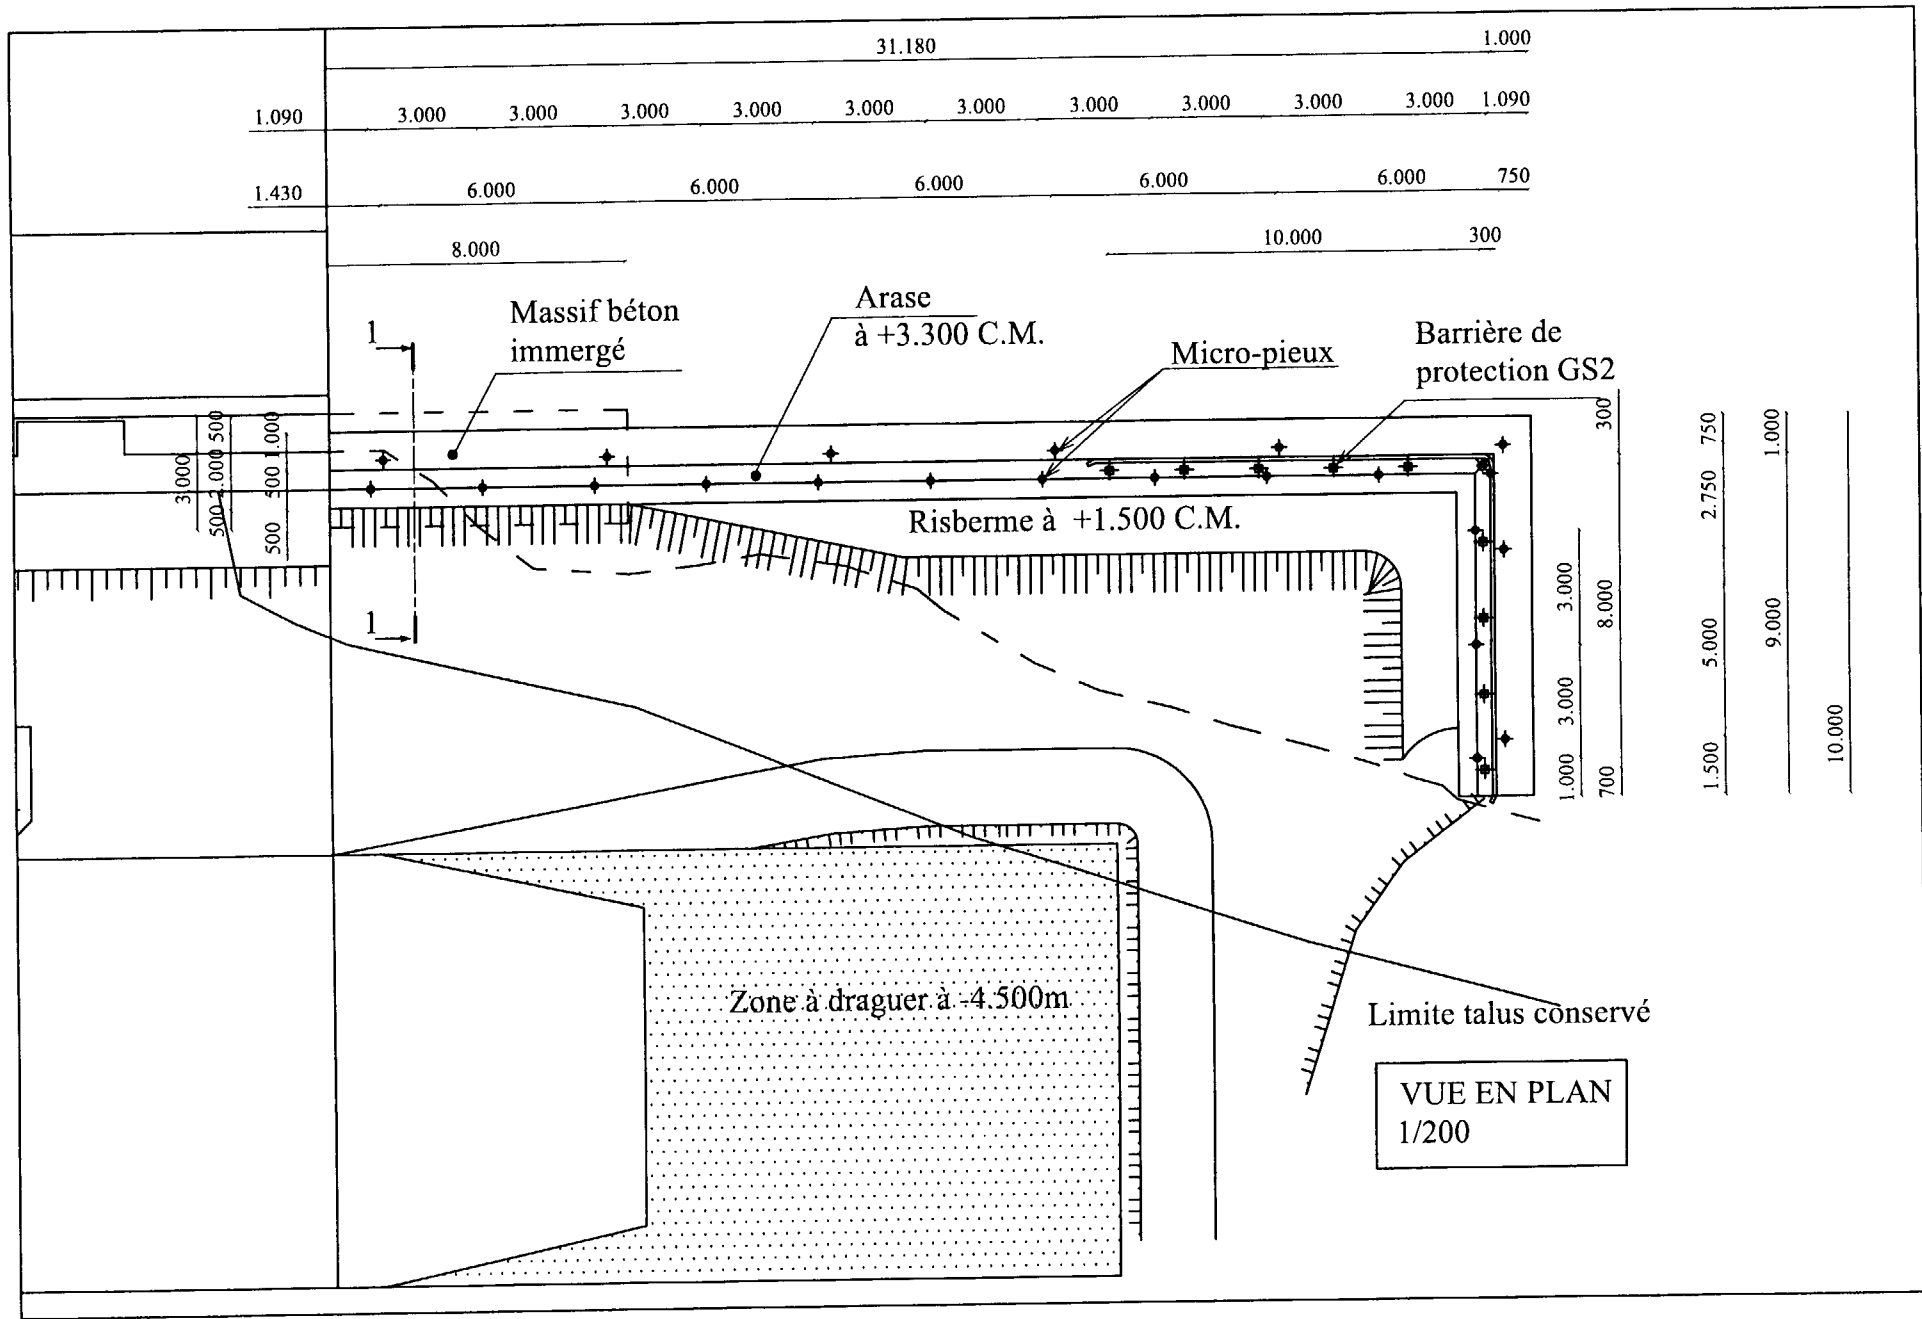 31.180 1.000
1.090 3.000 3.000 3.000 3.000 3.000 3.000 3.000 3.000 3.000 3.000 1.090
1.430 6.000 6.000 6.000 6.000 6.000 750
8.000 10.000 300
Massif béton
immergé
Arase
à +3.300 C.M.
Micro-pieux
Barrière de
protection GS2
1
1
3.000
500 2.000 500
500 500 1.000
Risberme à +1.500 C.M.
1.000 3.000 3.000
700 8.000 300
1.500 5.000 2.750 750
9.000 1.000
10.000
Zone à draguer à -4.500m
Limite talus conservé
VUE EN PLAN
1/200